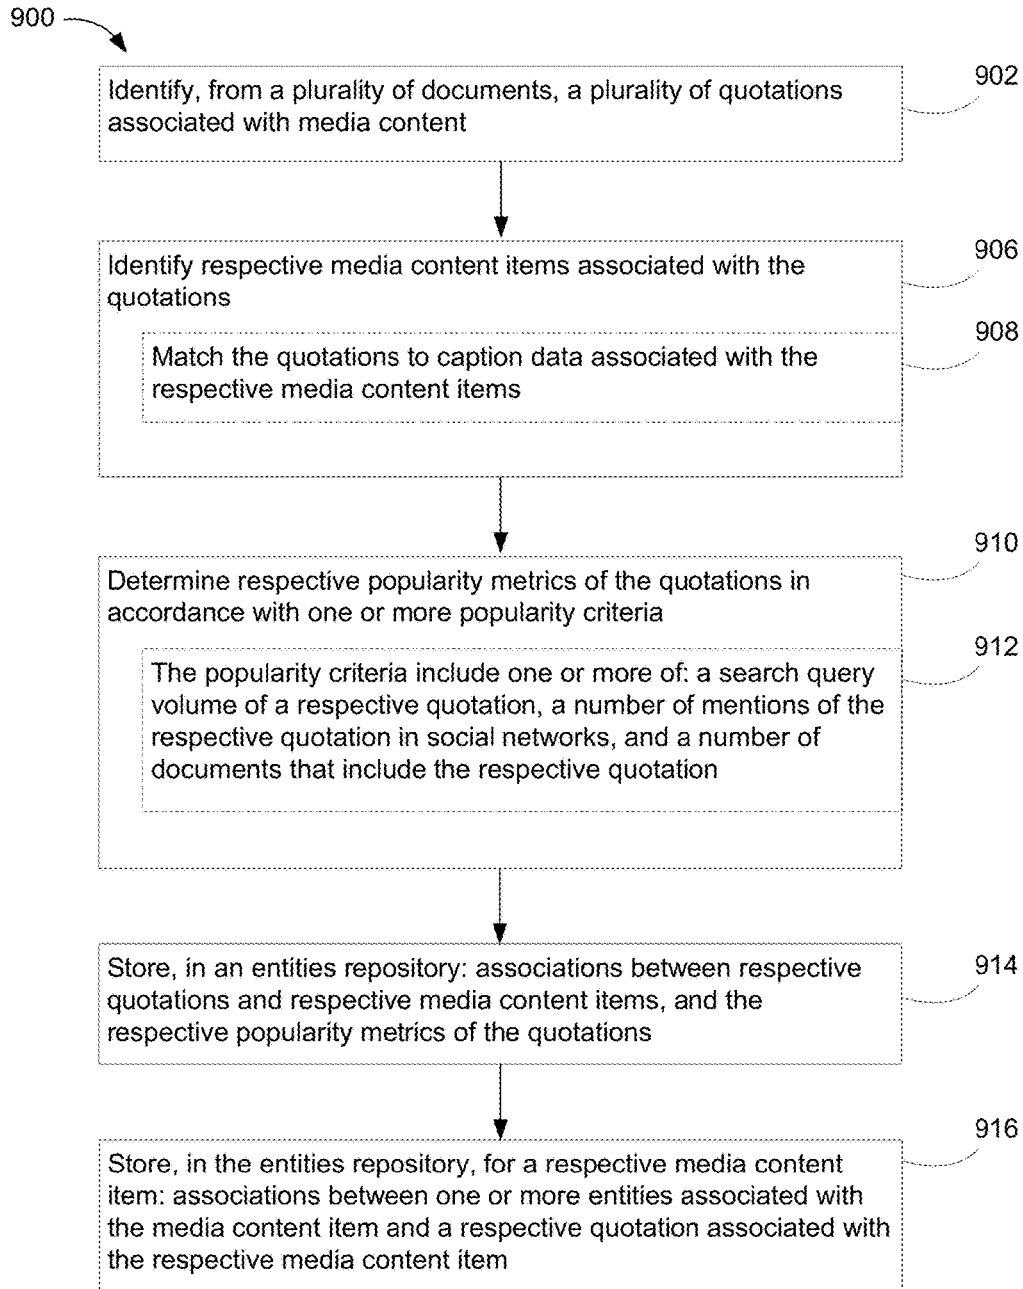 900
902
Identify, from a plurality of documents, a plurality of quotations
associated with media content
906
Identify respective media content items associated with the
quotations
908
Match the quotations to caption data associated with the
respective media content items
910
Determine respective popularity metrics of the quotations in
accordance with one or more popularity criteria
912
The popularity criteria include one or more of: a search query
volume of a respective quotation, a number of mentions of the
respective quotation in social networks, and a number of
documents that include the respective quotation
914
Store, in an entities repository: associations between respective
quotations and respective media content items, and the
respective popularity metrics of the quotations
916
Store, in the entities repository, for a respective media content
item: associations between one or more entities associated with
the media content item and a respective quotation associated with
the respective media content item